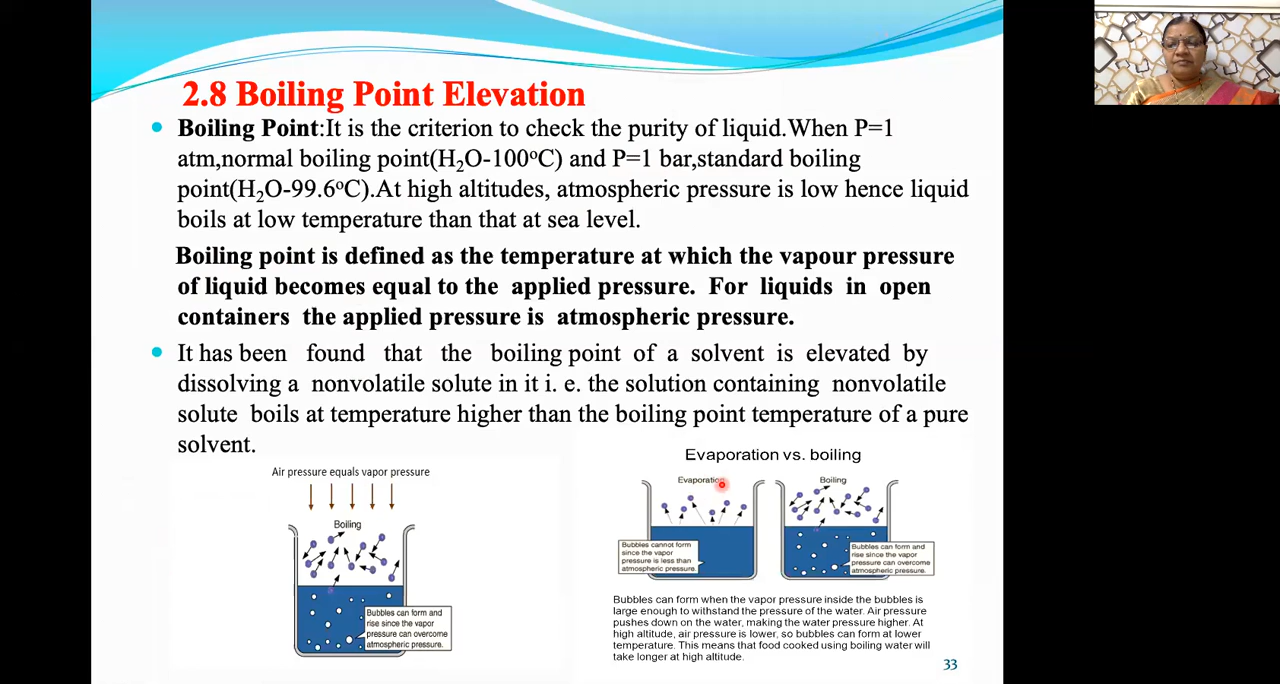 2.8 Boiling Point Elevation
Boiling Point:It is the criterion to check the purity of liquid.When P=1
atm,normal boiling point(H₂O-100⁰C) and P=1 bar,standard boiling
point(H₂O-99.6⁰C).At high altitudes, atmospheric pressure is low hence liquid
boils at low temperature than that at sea level.
Boiling point is defined as the temperature at which the vapour pressure
of liquid becomes equal to the applied pressure. For liquids in open
containers the applied pressure is atmospheric pressure.
It has been found that the boiling point of a solvent is elevated by
dissolving a nonvolatile solute in it i. e. the solution containing nonvolatile
solute boils at temperature higher than the boiling point temperature of a pure
solvent.
Air pressure equals vapor pressure
Boiling
Bubbles can form and
rise since the vapor
pressure can overcome
atmospheric pressure.
Evaporation vs. boiling
Evaporation
Bubbles cannot form
since the vapor
pressure is less than
atmospheric pressure.
Boiling
Bubbles can form and
rise since the vapor
pressure can overcome
atmospheric pressure.
Bubbles can form when the vapor pressure inside the bubbles is
large enough to withstand the pressure of the water. Air pressure
pushes down on the water, making the water pressure higher. At
high altitude, air pressure is lower, so bubbles can form at lower
temperature. This means that food cooked using boiling water will
take longer at high altitude.
33